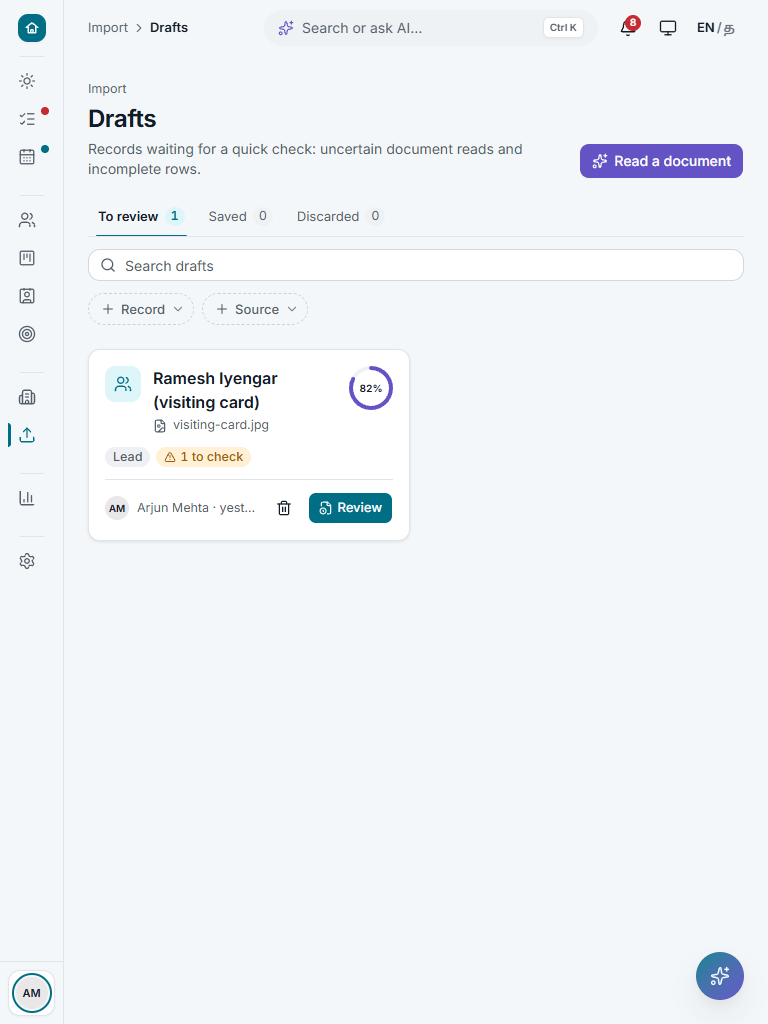 Import > Drafts
Search or ask AI...
Ctrl K
8
EN / த
Import
Drafts
Records waiting for a quick check: uncertain document reads and
incomplete rows.
Read a document
To review 1
Saved 0
Discarded 0
Search drafts
Record
Source
Ramesh Iyengar
(visiting card)
82%
visiting-card.jpg
Lead
1 to check
AM
Arjun Mehta · yest...
Review
AM